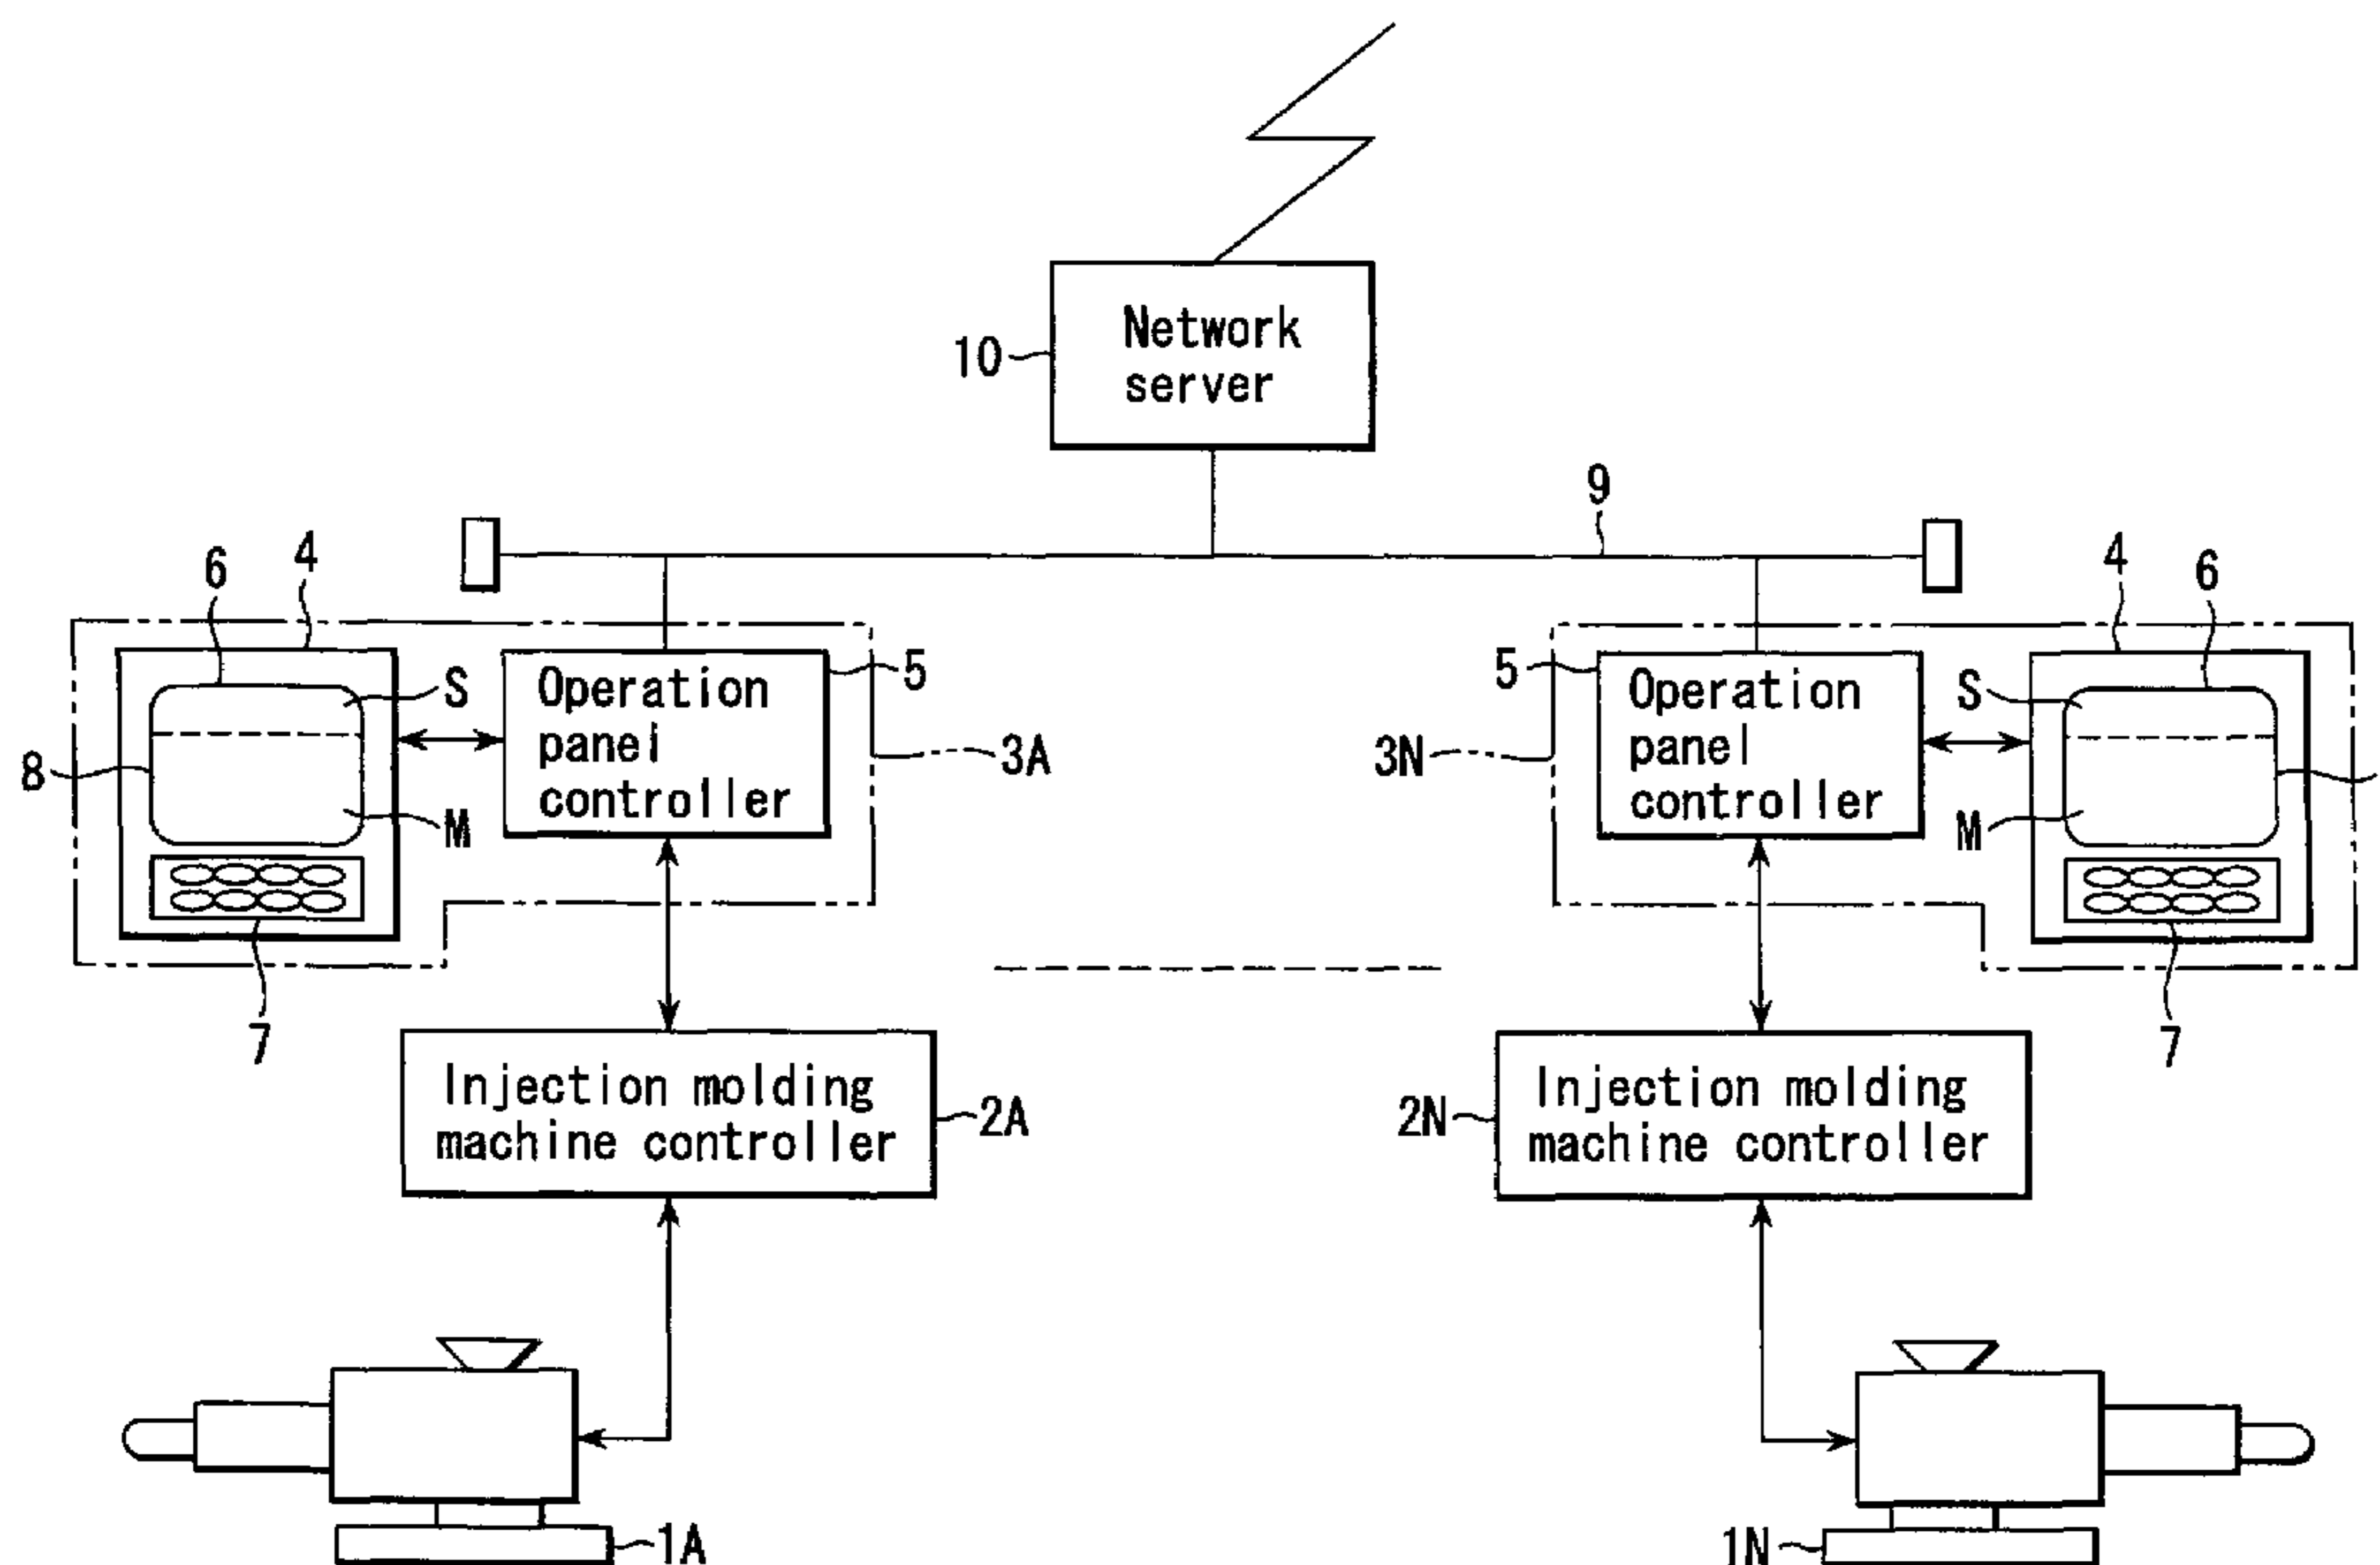 Network
server
10
9
6
4
4
6
S
Operation
panel
controller
5
5
Operation
panel
controller
S
8
M
3A
3N
M
7
7
Injection molding
machine controller
2A
2N
Injection molding
machine controller
1A
1N